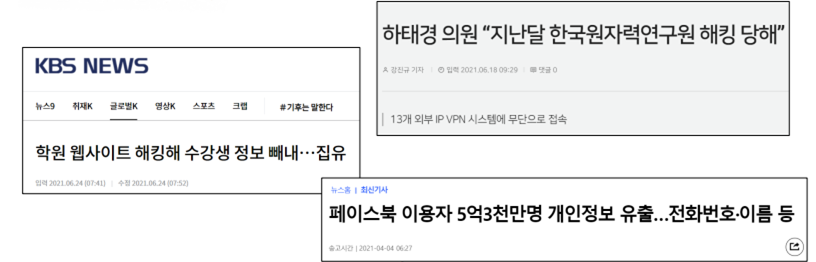 KBS NEWS
뉴스9 취재K 글로벌K 영상K 스포츠 크랩 #기후는 말한다
학원 웹사이트 해킹해 수강생 정보 빼내…집유
입력 2021.06.24 (07:41) | 수정 2021.06.24 (07:52)
하태경 의원 “지난달 한국원자력연구원 해킹 당해”
강진규 기자 | 입력 2021.06.18 09:29 | 댓글 0
13개 외부 IP VPN 시스템에 무단으로 접속
뉴스홈 | 최신기사
페이스북 이용자 5억3천만명 개인정보 유출...전화번호·이름 등
송고시간 | 2021-04-04 06:27